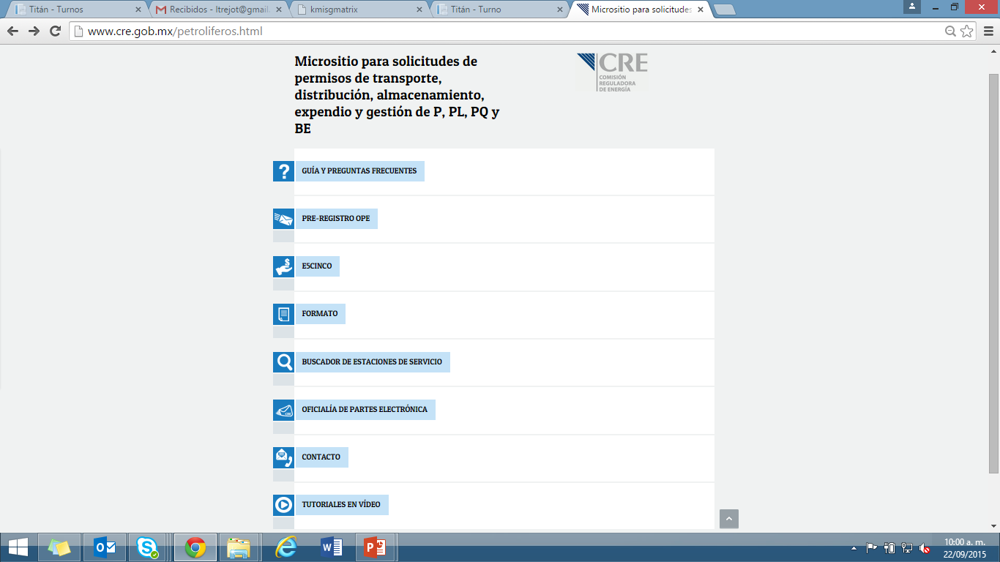 Titán - Turnos
Recibidos - ltrejot@gmail.
kmisgmatrix
Titán - Turno
Micrositio para solicitudes
www.cre.gob.mx/petroliferos.html
Micrositio para solicitudes de
permisos de transporte,
distribución, almacenamiento,
expendio y gestión de P, PL, PQ y
BE
CRE
COMISIÓN
REGULADORA
DE ENERGÍA
GUÍA Y PREGUNTAS FRECUENTES
PRE-REGISTRO OPE
E5CINCO
FORMATO
BUSCADOR DE ESTACIONES DE SERVICIO
OFICIALÍA DE PARTES ELECTRÓNICA
CONTACTO
TUTORIALES EN VÍDEO
10:00 a. m.
22/09/2015